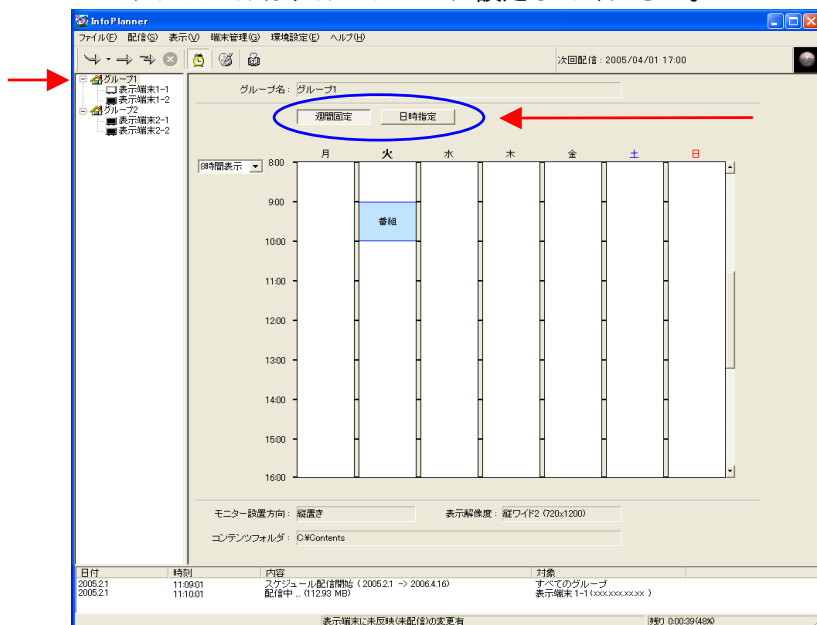 InfoPlanner
ファイル(F) 配信(S) 表示(V) 端末管理(G) 環境設定(E) ヘルプ(H)
次回配信 : 2005/04/01 17:00
グループ1
表示端末1-1
表示端末1-2
グループ2
表示端末2-1
表示端末2-2
グループ名 : グループ1
週間固定 日時指定
8時間表示
月 火 水 木 金 土 日
8:00
9:00
番組
10:00
11:00
12:00
13:00
14:00
15:00
16:00
モニター設置方向 : 縦置き 表示解像度 : 縦ワイド2 (720x1200)
コンテンツフォルダ : C:¥Contents
日付 時刻 内容 対象
2005.2.1 11:09:01 スケジュール配信開始 ( 2005.2.1 -> 2006.4.16) すべてのグループ
2005.2.1 11:10:01 配信中 .. (112.93 MB) 表示端末 1-1 (xxx.xxx.xx.xx )
表示端末に未反映(未配信)の変更有 残り 0:00:39(48%)